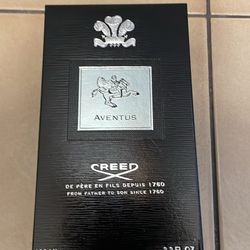 AVENTUS
CREED
DE PÈRE EN FILS DEPUIS 1760
FROM FATHER TO SON SINCE 1760
3.3 FL.OZ